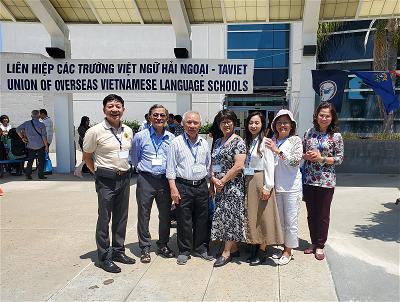 LIÊN HIỆP CÁC TRƯỜNG VIỆT NGỮ HẢI NGOẠI - TAVIET
UNION OF OVERSEAS VIETNAMESE LANGUAGE SCHOOLS